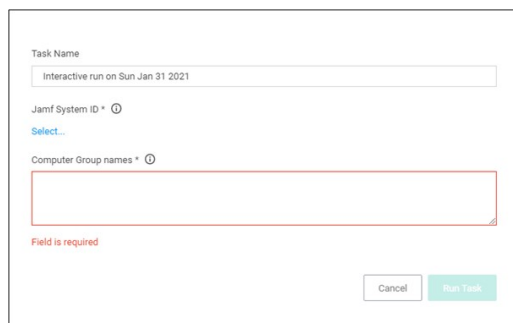 Task Name
Interactive run on Sun Jan 31 2021
Jamf System ID *
Select...
Computer Group names *
Field is required
Cancel
Run Task